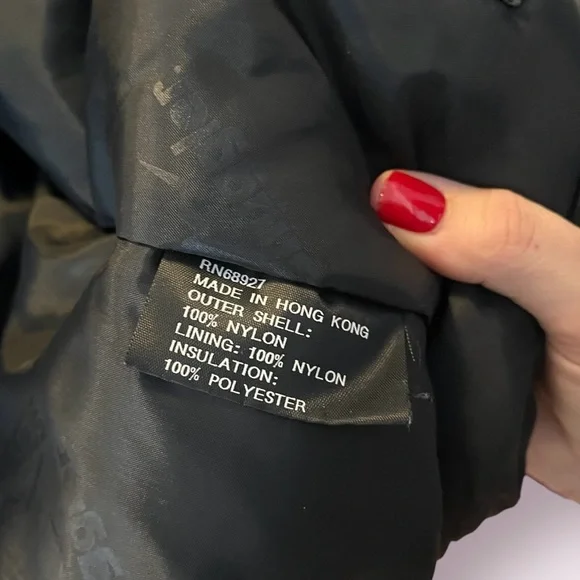 RN68927
MADE IN HONG KONG
OUTER SHELL:
100% NYLON
LINING: 100% NYLON
INSULATION:
100% POLYESTER